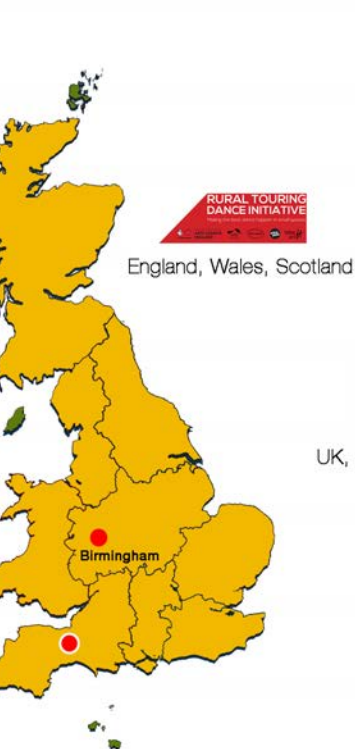 RURAL TOURING
DANCE INITIATIVE
England, Wales, Scotland
UK,
Birmingham